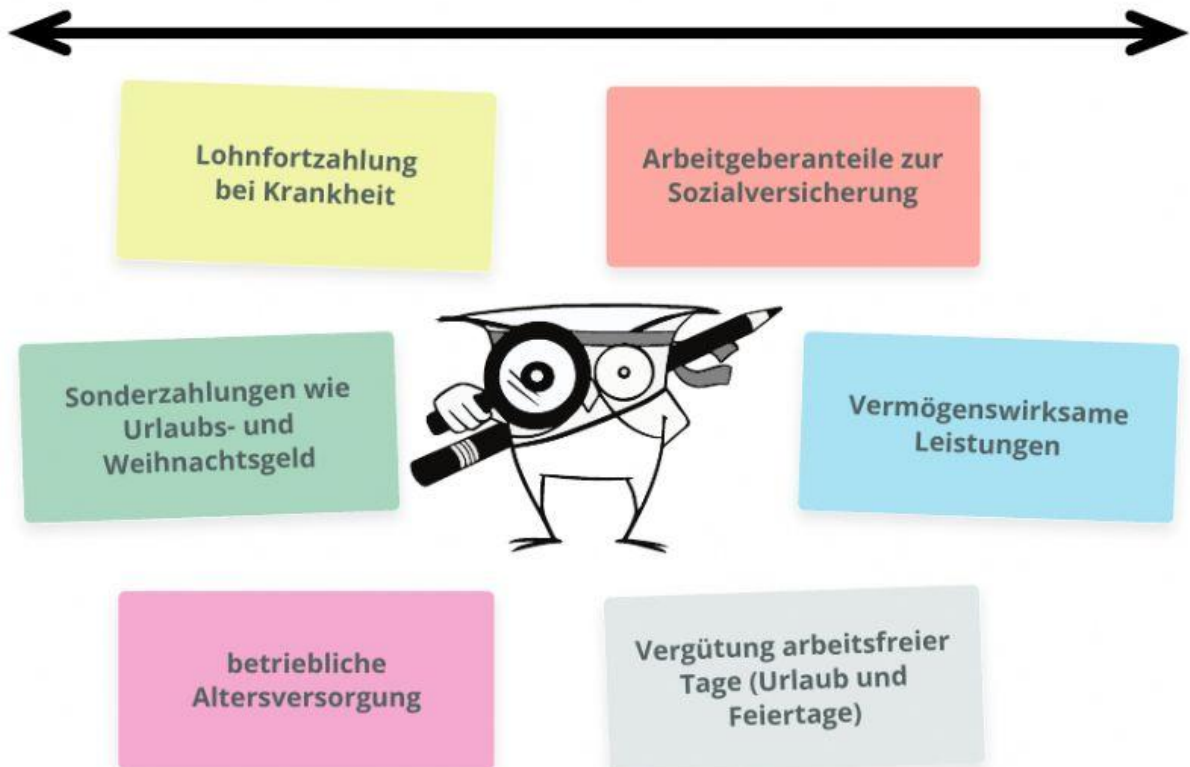 Lohnfortzahlung
bei Krankheit
Arbeitgeberanteile zur
Sozialversicherung
Sonderzahlungen wie
Urlaubs- und
Weihnachtsgeld
Vermögenswirksame
Leistungen
betriebliche
Altersversorgung
Vergütung arbeitsfreier
Tage (Urlaub und
Feiertage)